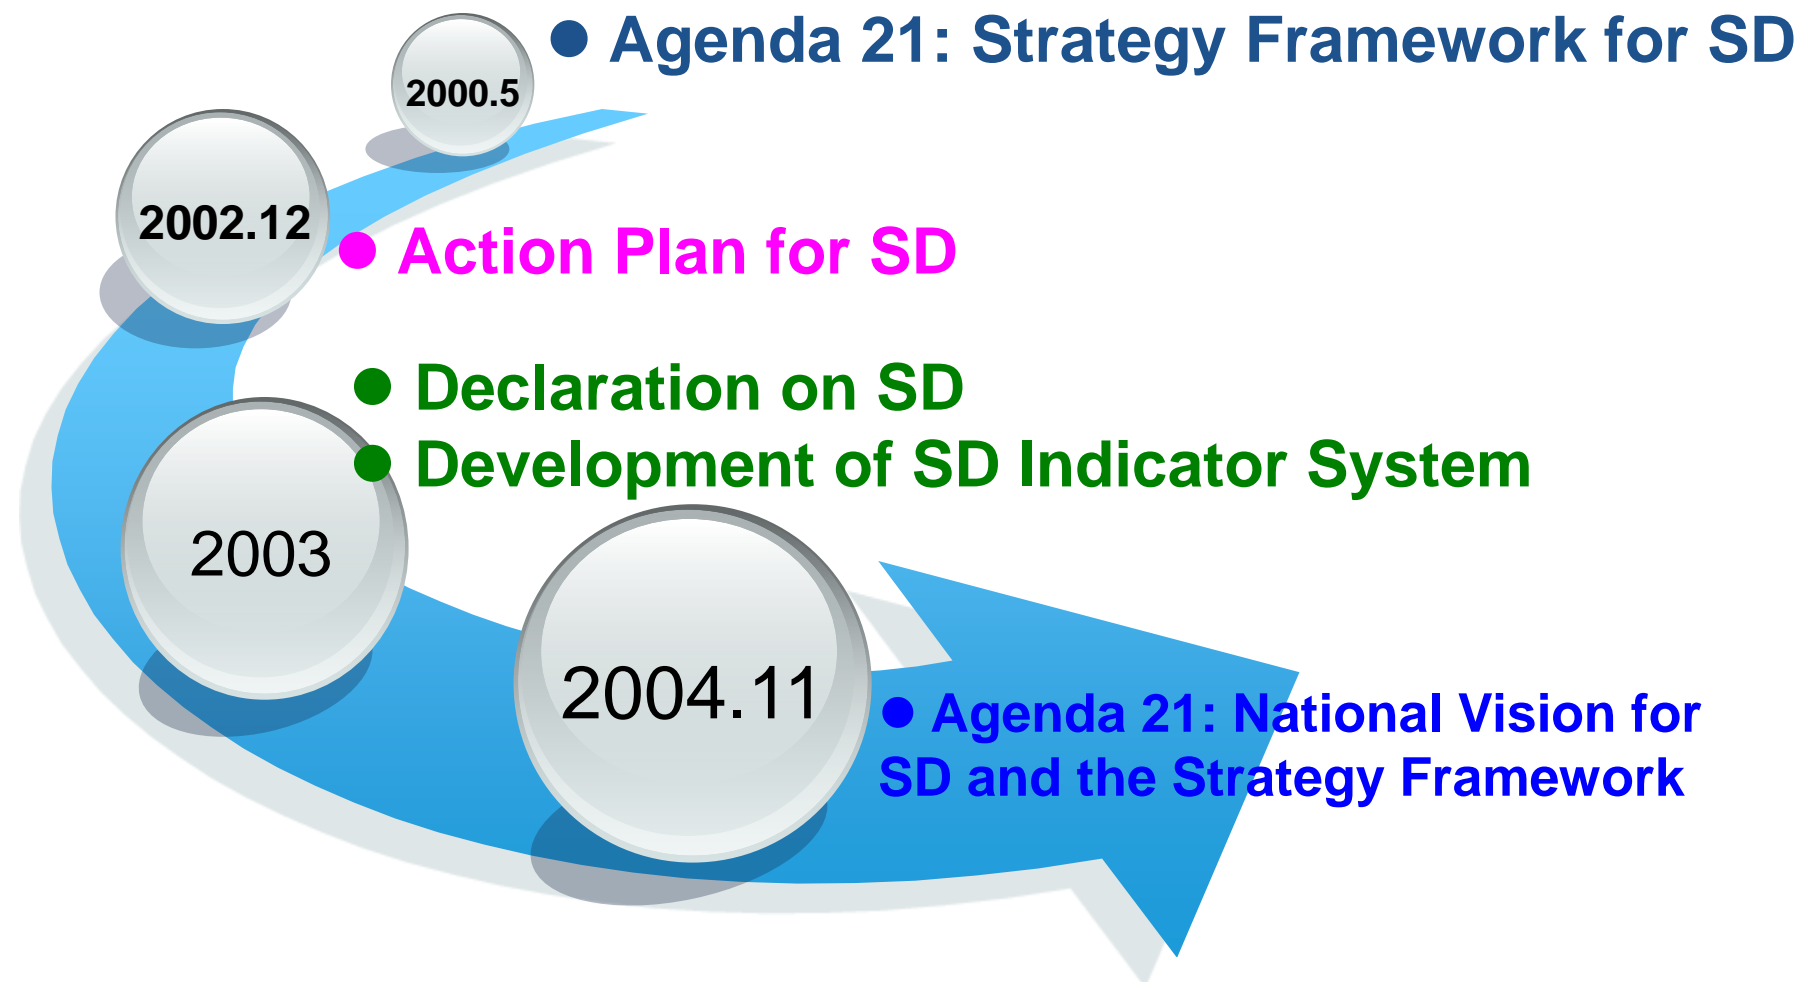 2000.5
● Agenda 21: Strategy Framework for SD
2002.12
● Action Plan for SD
2003
● Declaration on SD
● Development of SD Indicator System
2004.11
● Agenda 21: National Vision for
SD and the Strategy Framework